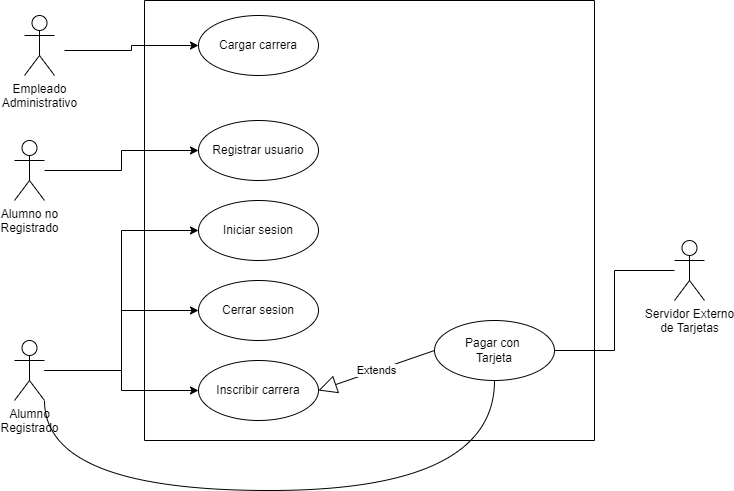 Cargar carrera
Empleado
Administrativo
Registrar usuario
Alumno no
Registrado
Iniciar sesion
Cerrar sesion
Servidor Externo
de Tarjetas
Pagar con
Tarjeta
Extends
Inscribir carrera
Alumno
Registrado